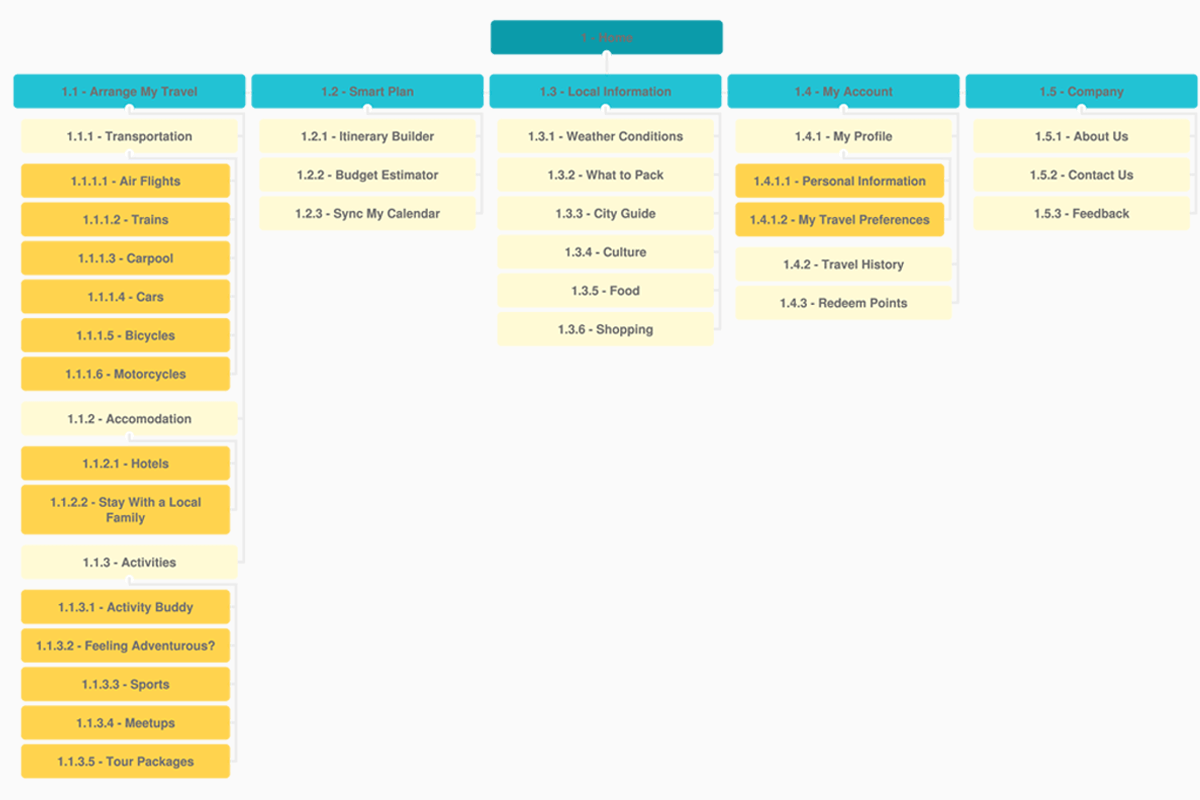 1 - Home
1.1 - Arrange My Travel
1.1.1 - Transportation
1.1.1.1 - Air Flights
1.1.1.2 - Trains
1.1.1.3 - Carpool
1.1.1.4 - Cars
1.1.1.5 - Bicycles
1.1.1.6 - Motorcycles
1.1.2 - Accomodation
1.1.2.1 - Hotels
1.1.2.2 - Stay With a Local
Family
1.1.3 - Activities
1.1.3.1 - Activity Buddy
1.1.3.2 - Feeling Adventurous?
1.1.3.3 - Sports
1.1.3.4 - Meetups
1.1.3.5 - Tour Packages
1.2 - Smart Plan
1.2.1 - Itinerary Builder
1.2.2 - Budget Estimator
1.2.3 - Sync My Calendar
1.3 - Local Information
1.3.1 - Weather Conditions
1.3.2 - What to Pack
1.3.3 - City Guide
1.3.4 - Culture
1.3.5 - Food
1.3.6 - Shopping
1.4 - My Account
1.4.1 - My Profile
1.4.1.1 - Personal Information
1.4.1.2 - My Travel Preferences
1.4.2 - Travel History
1.4.3 - Redeem Points
1.5 - Company
1.5.1 - About Us
1.5.2 - Contact Us
1.5.3 - Feedback